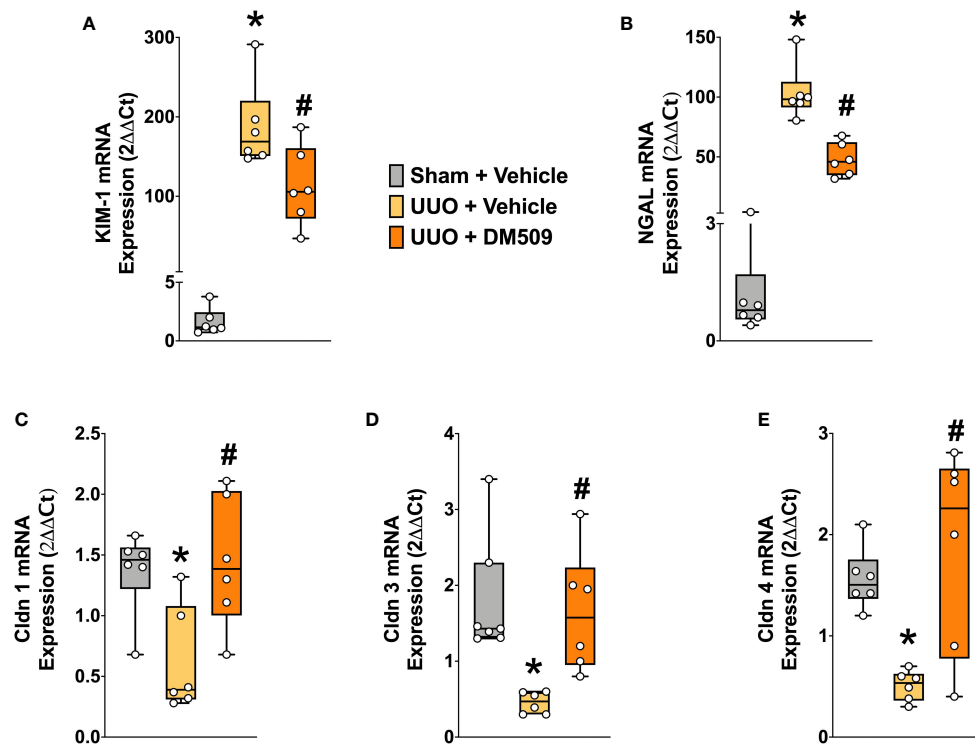 A
KIM-1 mRNA
Expression (2ΔΔCt)
300
200
100
5
0
*
#
Sham + Vehicle
UUO + Vehicle
UUO + DM509
B
NGAL mRNA
Expression (2ΔΔCt)
150
100
50
3
0
*
#
C
Cldn 1 mRNA
Expression (2ΔΔCt)
2.5
2.0
1.5
1.0
0.5
0.0
*
#
D
Cldn 3 mRNA
Expression (2ΔΔCt)
4
3
2
1
0
*
#
E
Cldn 4 mRNA
Expression (2ΔΔCt)
3
2
1
0
*
#